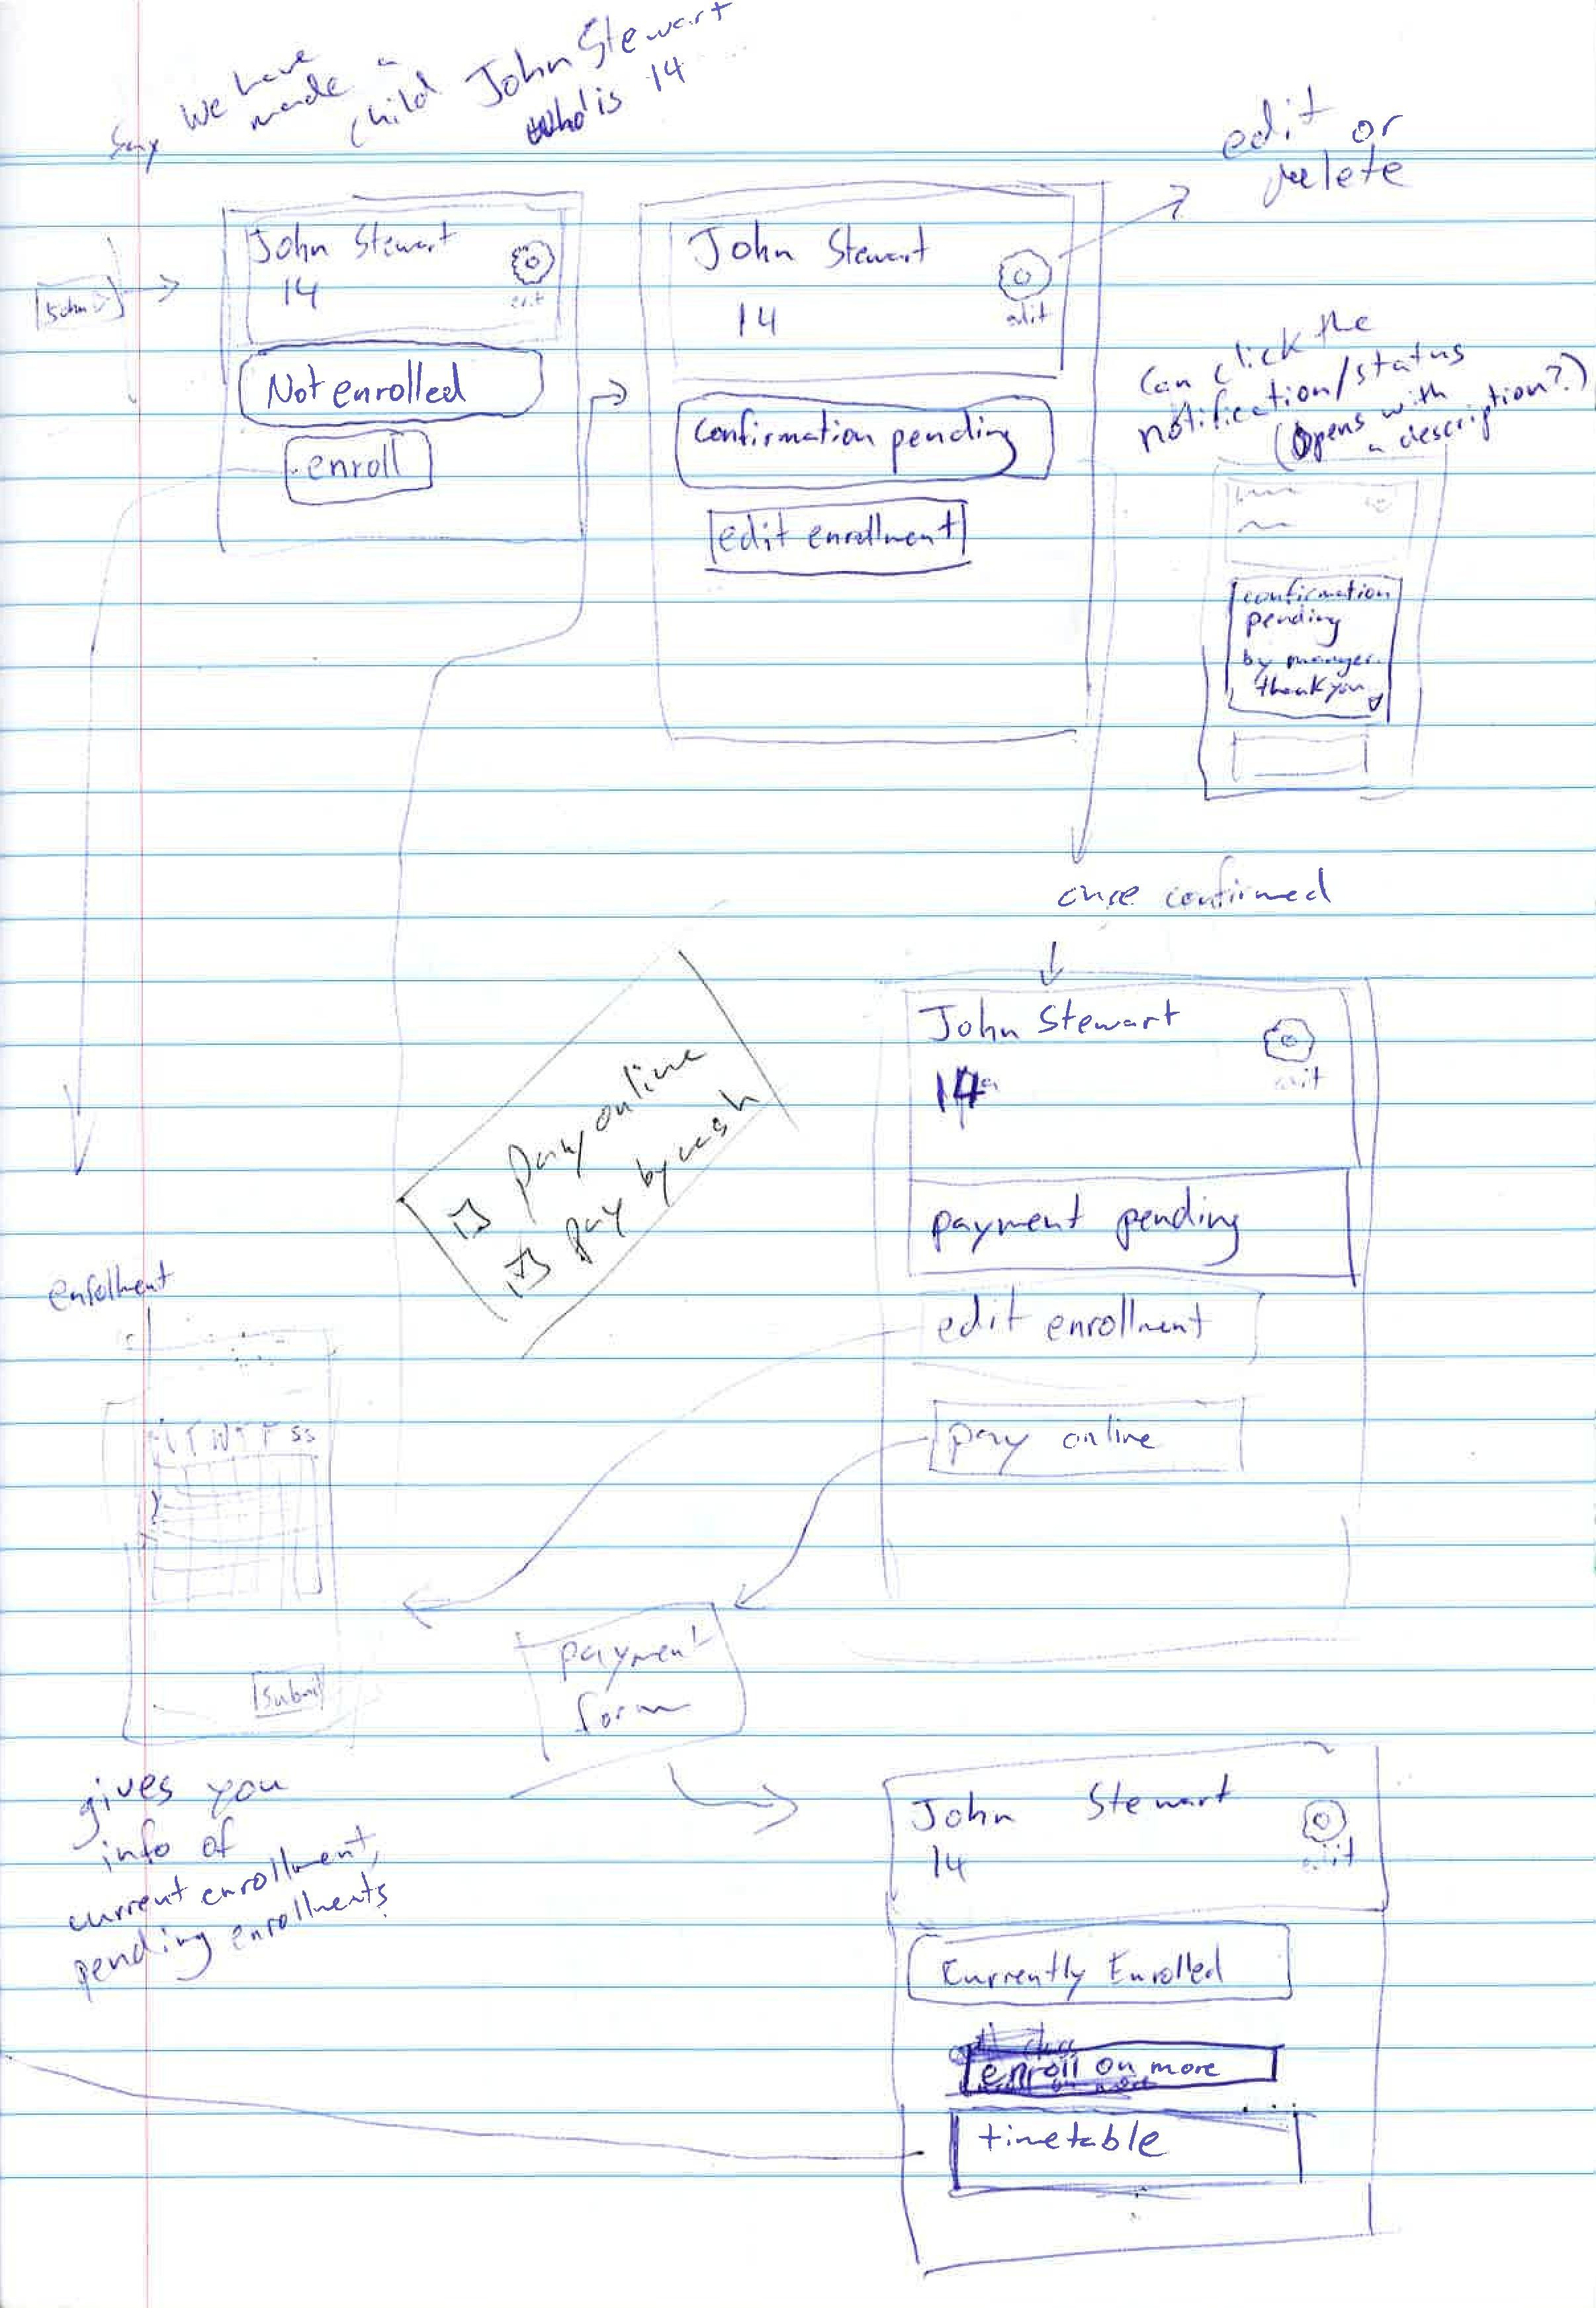 Say We have
made a
child John Stewart
who is 14
edit or
delete
John Stewart
14
edit
Not enrolled
enroll
John Stewart
14
edit
Confirmation pending
edit enrollment
Can click the
notification/status
(Opens with
a description?)
confirmation
pending
by manager.
thank you
once confirmed
John Stewart
14
edit
payment pending
edit enrollment
pay online
pay online
pay by cash
enrollment
M T W T F S S
Submit
payment
form
gives you
info of
current enrollment,
pending enrollments
John Stewart
14
edit
Currently Enrolled
enroll on more
timetable